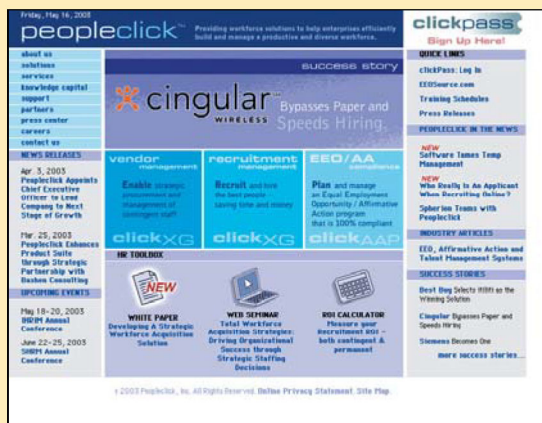 Friday, May 16, 2003
peopleclick™
Providing workforce solutions to help enterprises efficiently
build and manage a productive and diverse workforce.
clickpass
Sign Up Here!
about us
solutions
services
knowledge capital
support
partners
press center
careers
contact us
NEWS RELEASES
Apr. 3, 2003
Peopleclick Appoints
Chief Executive
Officer to Lead
Company to Next
Stage of Growth
Mar. 25, 2003
Peopleclick Enhances
Product Suite
through Strategic
Partnership with
Bashen Consulting
UPCOMING EVENTS
May 18-20, 2003
IHRIM Annual
Conference
June 22-25, 2003
SHRM Annual
Conference
success story
cingular
WIRELESS
Bypasses Paper and
Speeds Hiring.
vendor
management
Enable strategic
procurement and
management of
contingent staff
clickXG
recruitment
management
Recruit and hire
the best people -
saving time and money
clickXG
EEO/AA
compliance
Plan and manage
an Equal Employment
Opportunity / Affirmative
Action program
that is 100% compliant
clickAAP
HR TOOLBOX
NEW
WHITE PAPER
Developing A Strategic
Workforce Acquisition
Solution
WEB SEMINAR
Total Workforce
Acquisition Strategies:
Driving Organizational
Success through
Strategic Staffing
Decisions
ROI CALCULATOR
Measure your
Recruitment ROI -
both contingent &
permanent
QUICK LINKS
clickPass: Log In
EEOSource.com
Training Schedules
Press Releases
PEOPLECLICK IN THE NEWS
NEW
Software Tames Temp
Management
NEW
Who Really Is An Applicant
When Recruiting Online?
Spherion Teams with
Peopleclick
INDUSTRY ARTICLES
EEO, Affirmative Action and
Talent Management Systems
SUCCESS STORIES
Best Buy Selects the
Winning Solution
Cingular Bypasses Paper and
Speeds Hiring
Siemens Becomes One
more success stories...
© 2003 Peopleclick, Inc. All Rights Reserved. Online Privacy Statement. Site Map